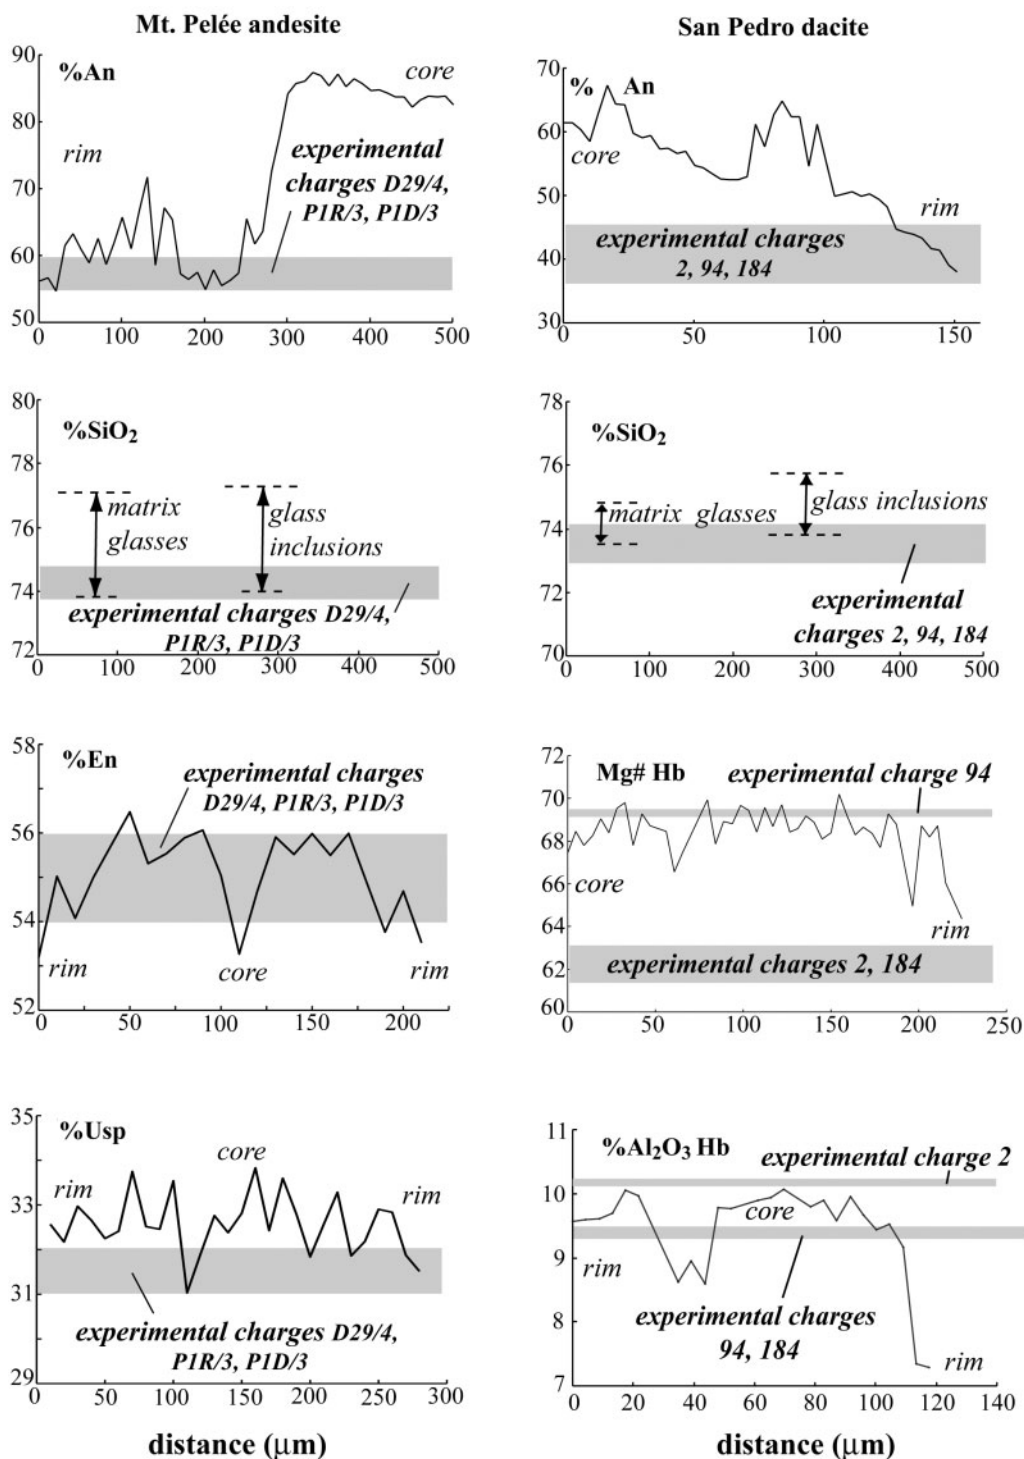 Mt. Pelée andesite
90
%An
core
80
rim
experimental
charges D29/4,
P1R/3, P1D/3
70
60
50
0 100 200 300 400 500
San Pedro dacite
70
% An
60
core
50
rim
experimental charges
2, 94, 184
40
30
0 50 100 150
80
%SiO₂
78
matrix
glasses
glass
inclusions
76
74
experimental charges D29/4,
P1R/3, P1D/3
72
0 100 200 300 400 500
78
%SiO₂
76
matrix glasses
glass inclusions
74
72
experimental
charges 2, 94, 184
70
0 100 200 300 400 500
58
%En
experimental charges
D29/4, P1R/3, P1D/3
56
54
rim
core
rim
52
0 50 100 150 200
72
Mg# Hb
experimental charge 94
70
68
core
66
64
rim
experimental charges 2, 184
62
60
0 50 100 150 200 250
35
%Usp
core
rim
rim
33
31
experimental charges D29/4,
P1R/3, P1D/3
29
0 50 100 150 200 250 300
distance (µm)
11
%Al₂O₃ Hb
experimental charge 2
10
core
9
rim
experimental charges
94, 184
8
rim
7
0 20 40 60 80 100 120 140
distance (µm)